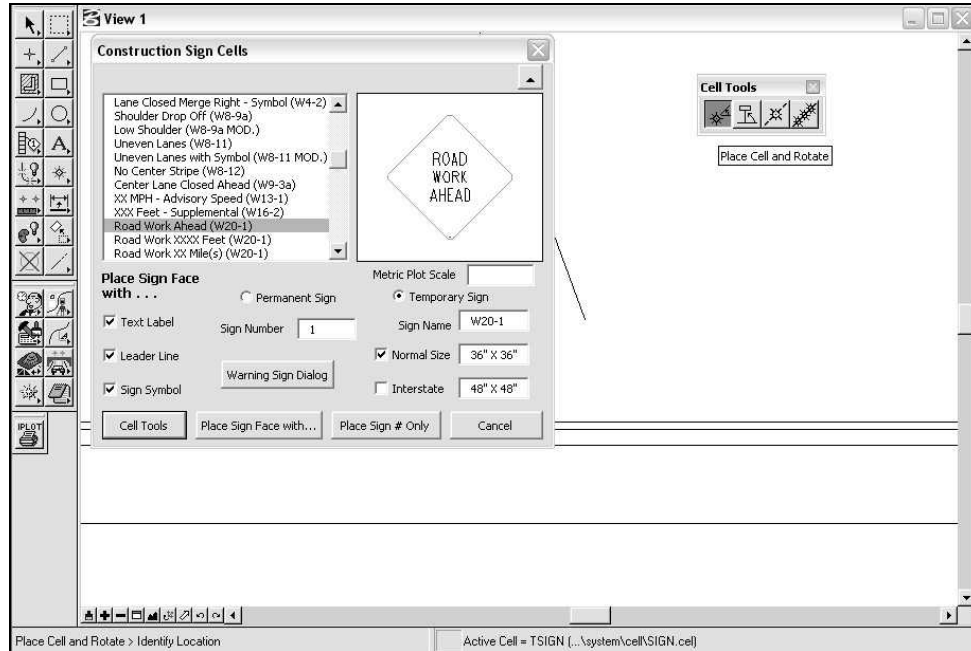 View 1
Construction Sign Cells
Lane Closed Merge Right - Symbol (W4-2)
Shoulder Drop Off (W8-9a)
Low Shoulder (W8-9a MOD.)
Uneven Lanes (W8-11)
Uneven Lanes with Symbol (W8-11 MOD.)
No Center Stripe (W8-12)
Center Lane Closed Ahead (W9-3a)
XX MPH - Advisory Speed (W13-1)
XXX Feet - Supplemental (W16-2)
Road Work Ahead (W20-1)
Road Work XXXX Feet (W20-1)
Road Work XX Mile(s) (W20-1)
ROAD
WORK
AHEAD
Cell Tools
Place Cell and Rotate
Place Sign Face
with . . .
Metric Plot Scale
Permanent Sign
Temporary Sign
Text Label
Sign Number 1
Sign Name W20-1
Leader Line
Normal Size 36" X 36"
Warning Sign Dialog
Sign Symbol
Interstate 48" X 48"
Cell Tools
Place Sign Face with...
Place Sign # Only
Cancel
A
IPLOT
Place Cell and Rotate > Identify Location
Active Cell = TSIGN (...\system\cell\SIGN.cel)